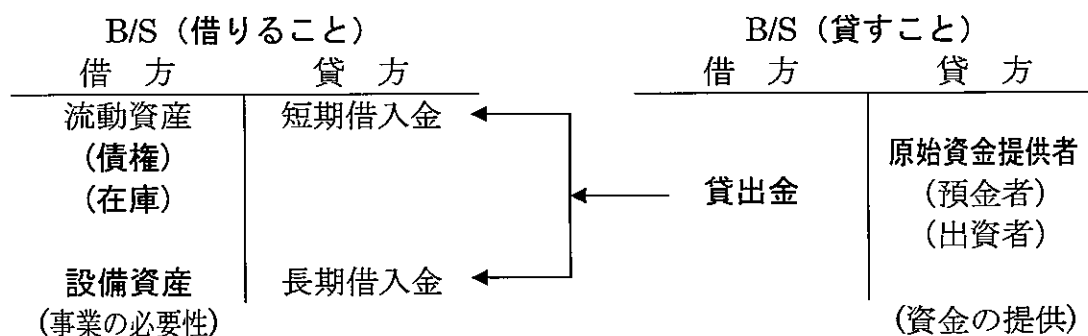 B/S（借りること）
借　方　貸　方
流動資産　短期借入金
（債権）
（在庫）
設備資産　長期借入金
（事業の必要性）
B/S（貸すこと）
借　方　貸　方
原始資金提供者
貸出金　（預金者）
（出資者）
（資金の提供）